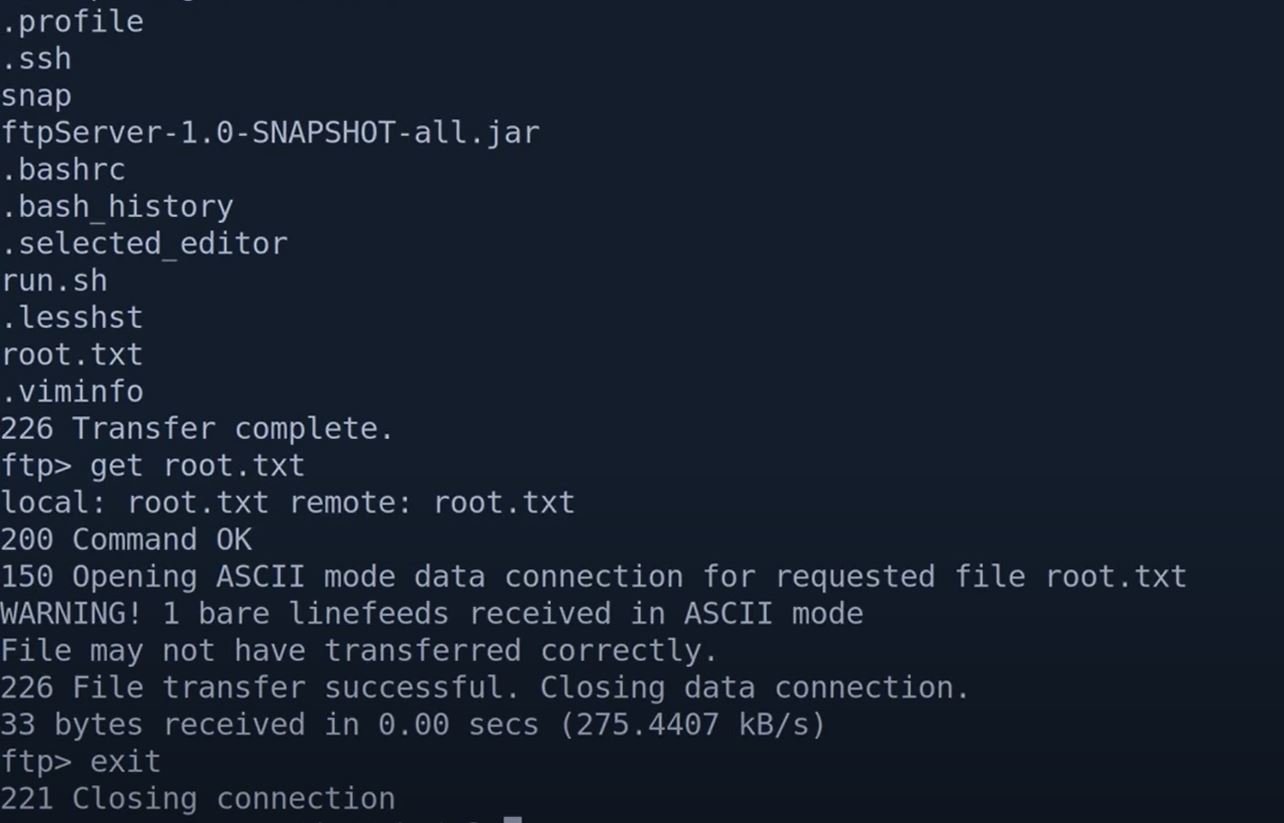 .profile
.ssh
snap
ftpServer-1.0-SNAPSHOT-all.jar
.bashrc
.bash_history
.selected_editor
run.sh
.lesshst
root.txt
.viminfo
226 Transfer complete.
ftp> get root.txt
local: root.txt remote: root.txt
200 Command OK
150 Opening ASCII mode data connection for requested file root.txt
WARNING! 1 bare linefeeds received in ASCII mode
File may not have transferred correctly.
226 File transfer successful. Closing data connection.
33 bytes received in 0.00 secs (275.4407 kB/s)
ftp> exit
221 Closing connection